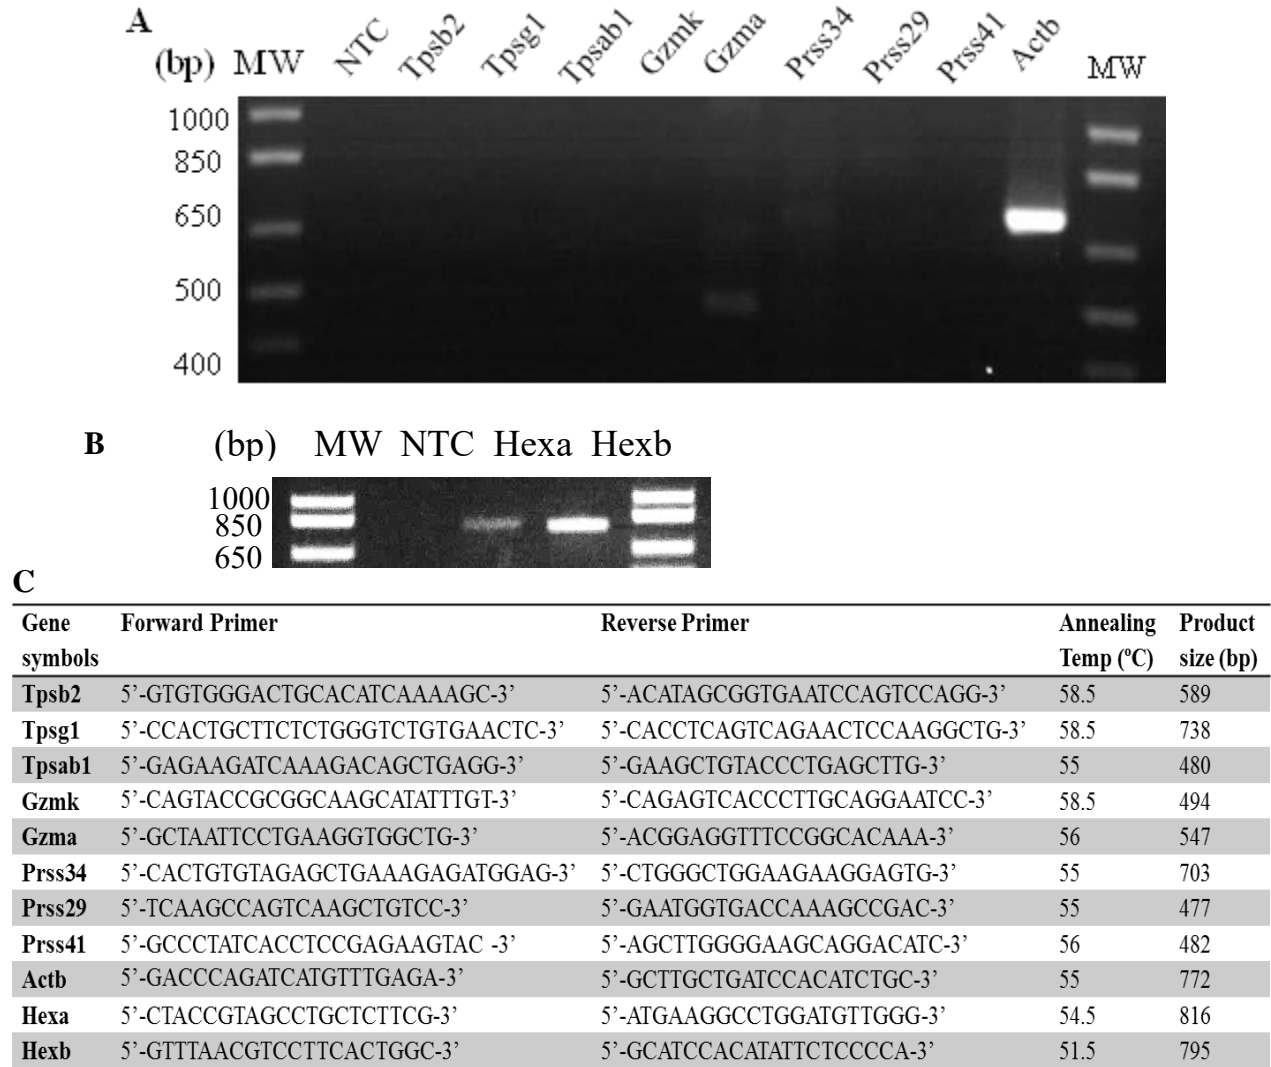 A
(bp) MW NTC Tpsb2 Tpsg1 Tpsab1 Gzmk Gzma Prss34 Prss29 Prss41 Actb MW
1000
850
650
500
400
B (bp) MW NTC Hexa Hexb
1000
850
650
C
Gene symbols Forward Primer Reverse Primer Annealing Temp (ºC) Product size (bp)
Tpsb2 5’-GTGTGGGACTGCACATCAAAAGC-3’ 5’-ACATAGCGGTGAATCCAGTCCAGG-3’ 58.5 589
Tpsg1 5’-CCACTGCTTCTCTGGGTCTGTGAACTC-3’ 5’-CACCTCAGTCAGAACTCCAAGGCTG-3’ 58.5 738
Tpsab1 5’-GAGAAGATCAAAGACAGCTGAGG-3’ 5’-GAAGCTGTACCCTGAGCTTG-3’ 55 480
Gzmk 5’-CAGTACCGCGGCAAGCATATTTGT-3’ 5’-CAGAGTCACCCTTGCAGGAATCC-3’ 58.5 494
Gzma 5’-GCTAATTCCTGAAGGTGGCTG-3’ 5’-ACGGAGGTTTCCGGCACAAA-3’ 56 547
Prss34 5’-CACTGTGTAGAGCTGAAAGAGATGGAG-3’ 5’-CTGGGCTGGAAGAAGGAGTG-3’ 55 703
Prss29 5’-TCAAGCCAGTCAAGCTGTCC-3’ 5’-GAATGGTGACCAAAGCCGAC-3’ 55 477
Prss41 5’-GCCCTATCACCTCCGAGAAGTAC -3’ 5’-AGCTTGGGGAAGCAGGACATC-3’ 56 482
Actb 5’-GACCCAGATCATGTTTGAGA-3’ 5’-GCTTGCTGATCCACATCTGC-3’ 55 772
Hexa 5’-CTACCGTAGCCTGCTCTTCG-3’ 5’-ATGAAGGCCTGGATGTTGGG-3’ 54.5 816
Hexb 5’-GTTTAACGTCCTTCACTGGC-3’ 5’-GCATCCACATATTCTCCCCA-3’ 51.5 795